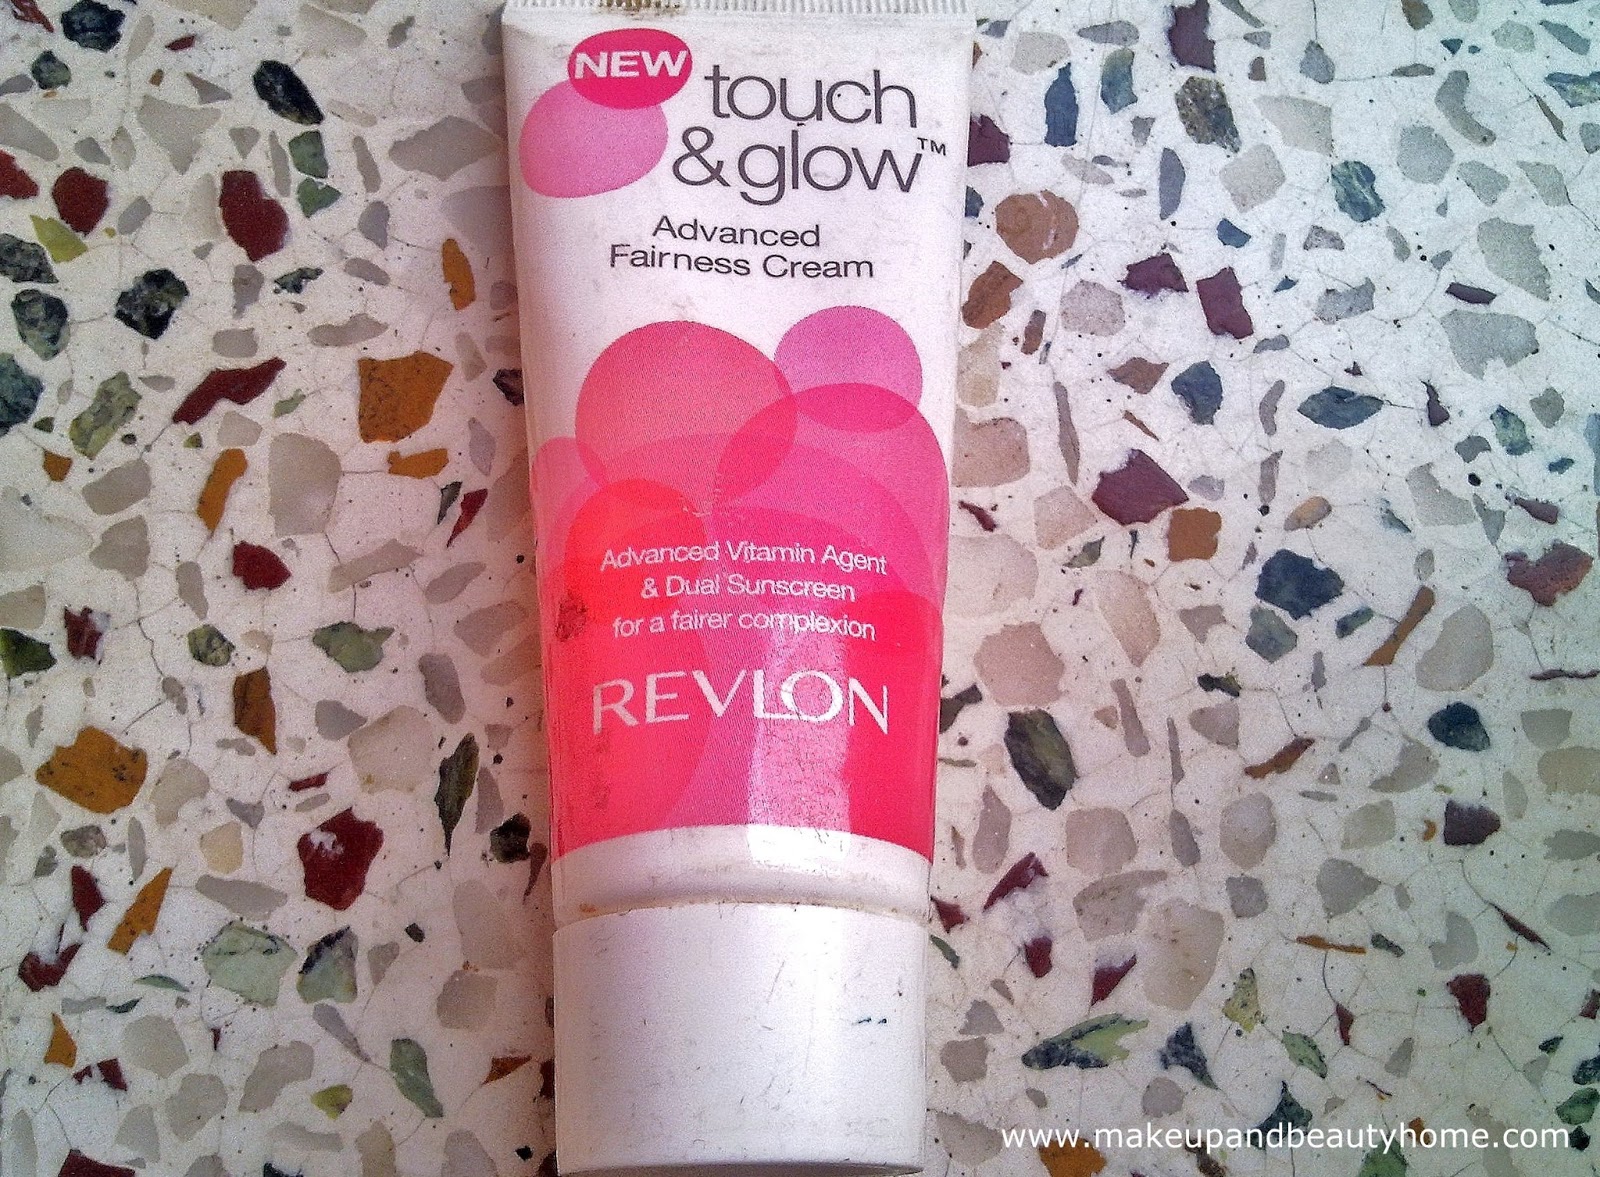 NEW
touch
& glow™
Advanced
Fairness Cream
Advanced Vitamin Agent
& Dual Sunscreen
for a fairer complexion
REVLON
www.makeupandbeautyhome.com